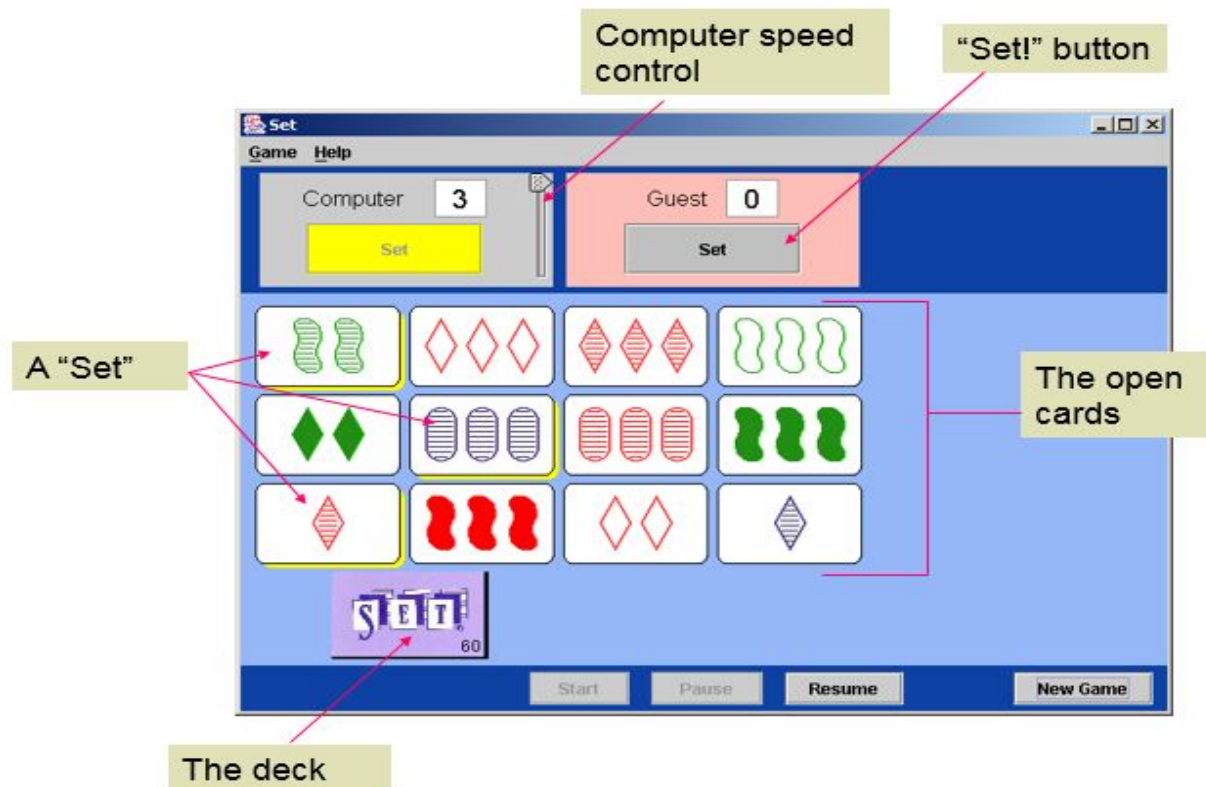 Computer speed
control
“Set!” button
Set
Game Help
Computer 3
Guest 0
Set
Set
A “Set”
The open
cards
SET!
60
Start Pause Resume New Game
The deck